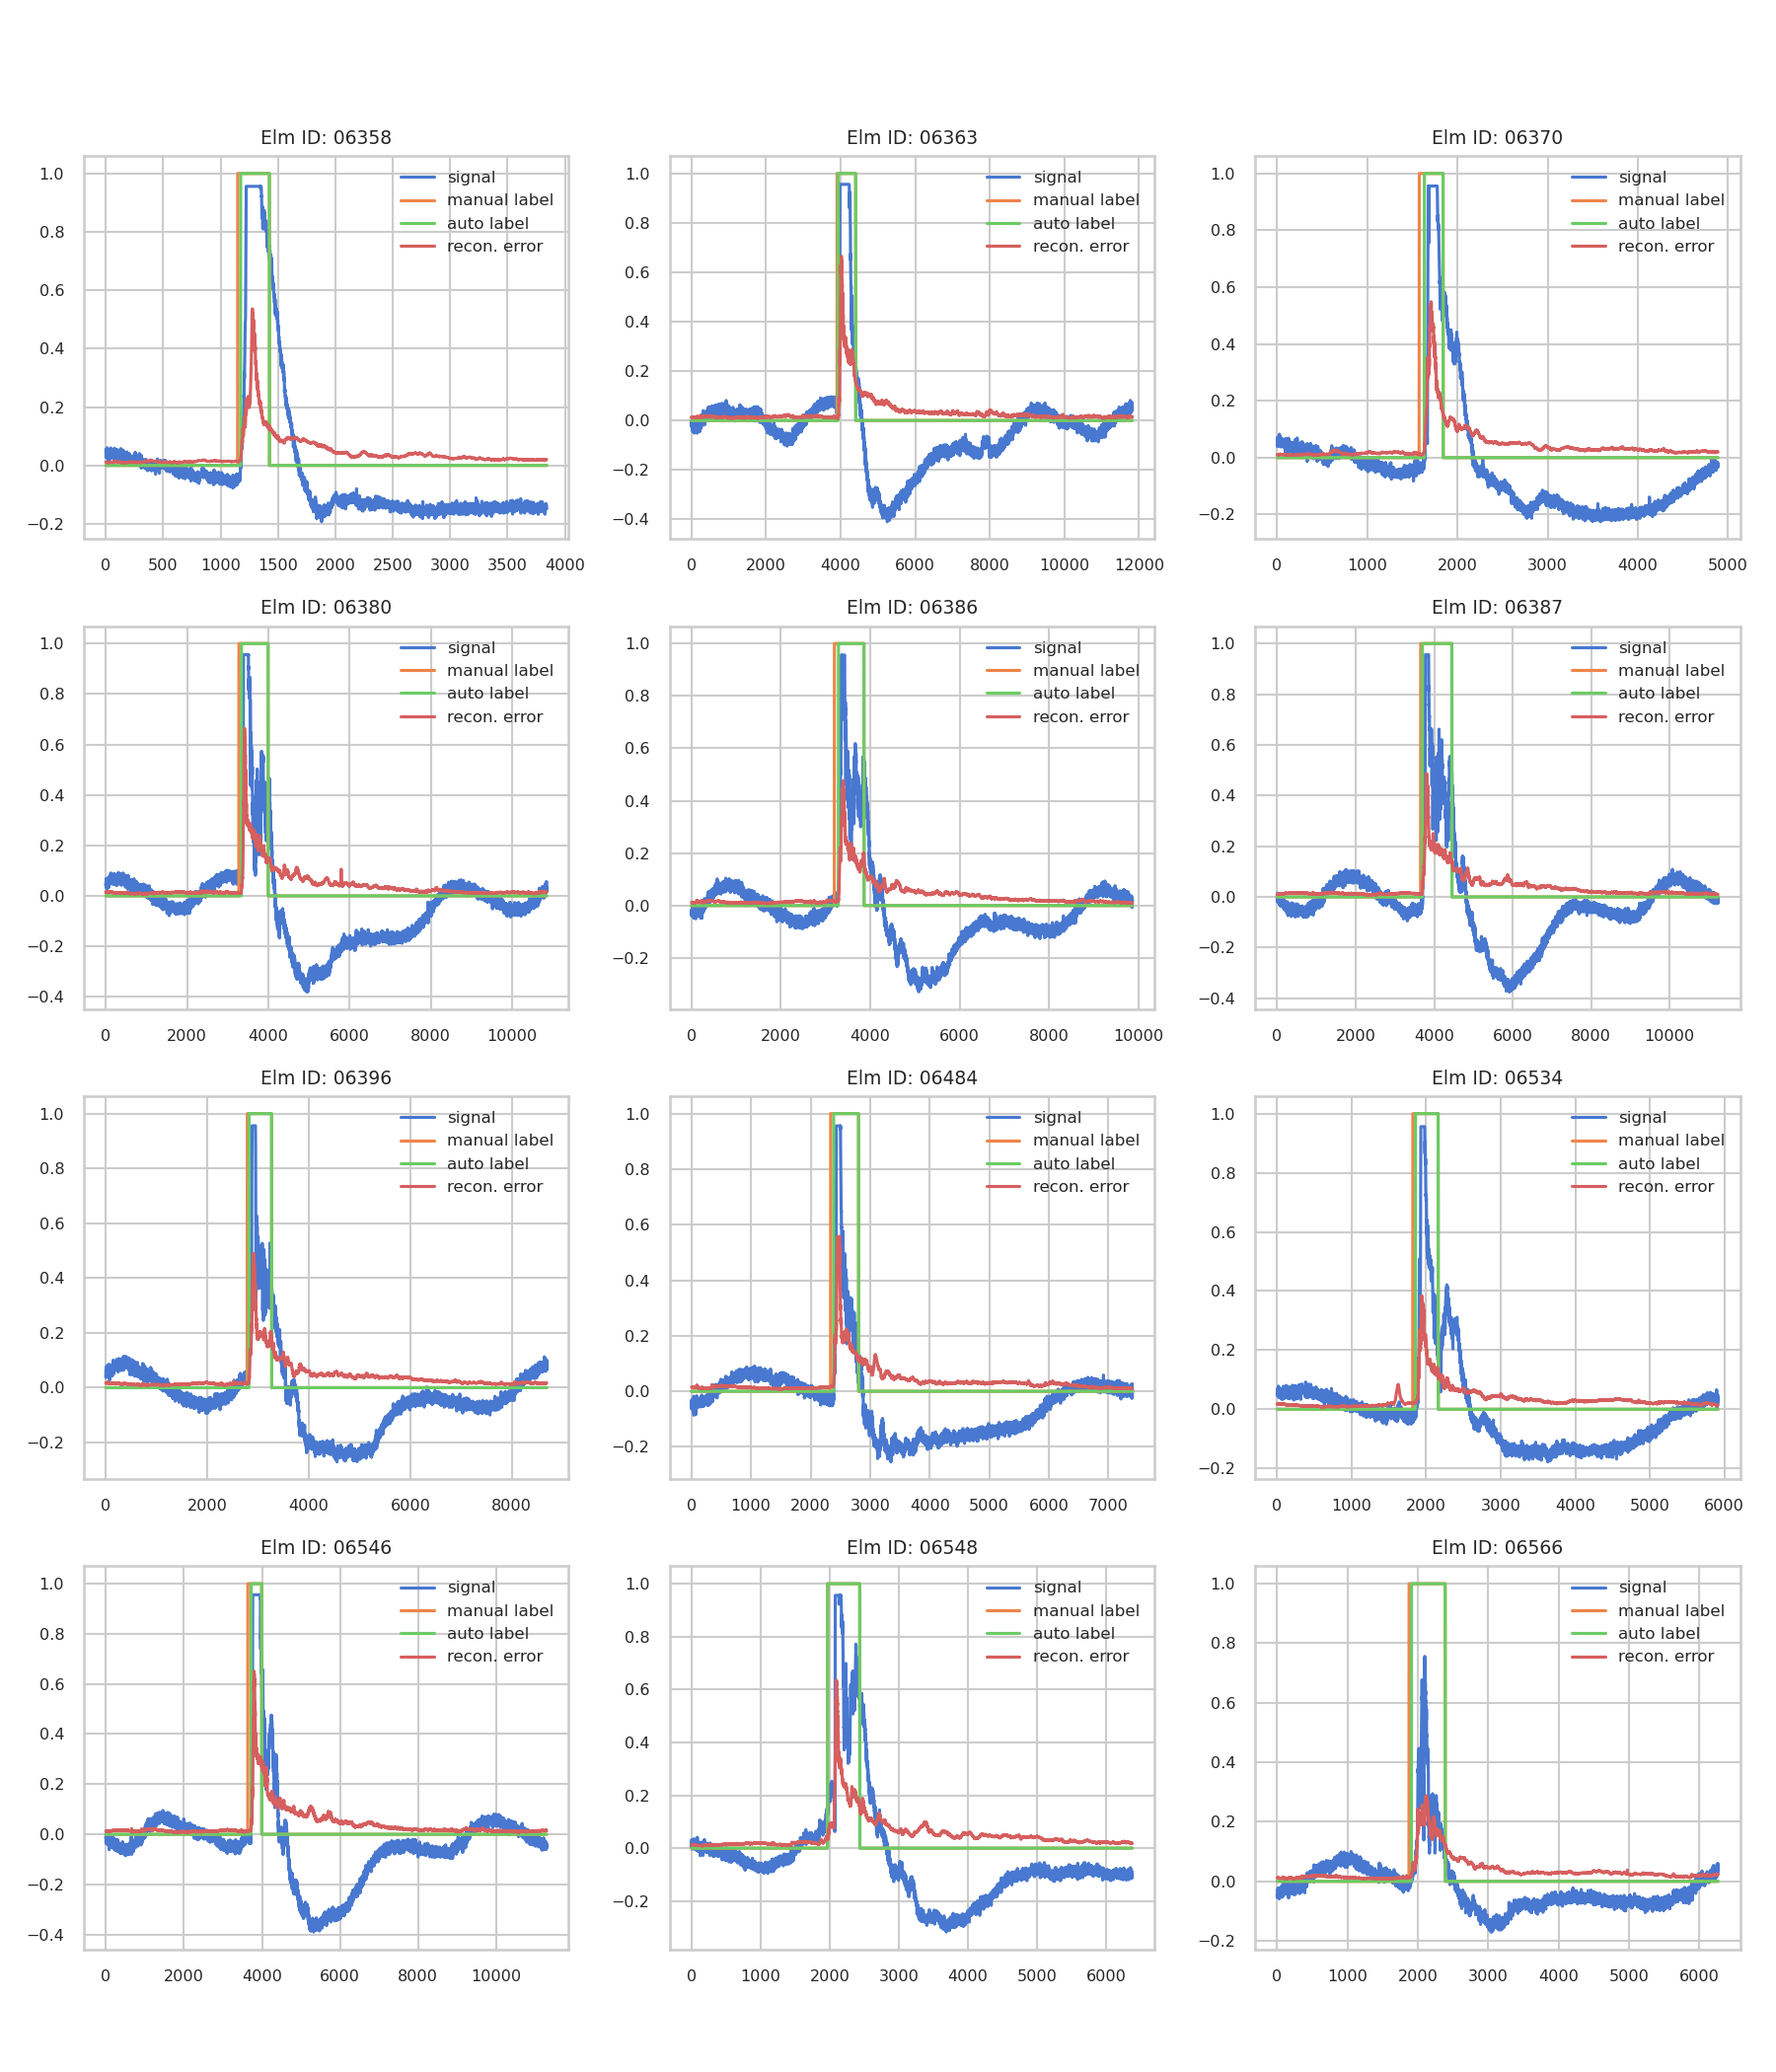 Elm ID: 06358
signal
manual label
auto label
recon. error
1.0
0.8
0.6
0.4
0.2
0.0
−0.2
0 500 1000 1500 2000 2500 3000 3500 4000
Elm ID: 06363
signal
manual label
auto label
recon. error
1.0
0.8
0.6
0.4
0.2
0.0
−0.2
−0.4
0 2000 4000 6000 8000 10000 12000
Elm ID: 06370
signal
manual label
auto label
recon. error
1.0
0.8
0.6
0.4
0.2
0.0
−0.2
0 1000 2000 3000 4000 5000
Elm ID: 06380
signal
manual label
auto label
recon. error
1.0
0.8
0.6
0.4
0.2
0.0
−0.2
−0.4
0 2000 4000 6000 8000 10000
Elm ID: 06386
signal
manual label
auto label
recon. error
1.0
0.8
0.6
0.4
0.2
0.0
−0.2
0 2000 4000 6000 8000 10000
Elm ID: 06387
signal
manual label
auto label
recon. error
1.0
0.8
0.6
0.4
0.2
0.0
−0.2
−0.4
0 2000 4000 6000 8000 10000
Elm ID: 06396
signal
manual label
auto label
recon. error
1.0
0.8
0.6
0.4
0.2
0.0
−0.2
0 2000 4000 6000 8000
Elm ID: 06484
signal
manual label
auto label
recon. error
1.0
0.8
0.6
0.4
0.2
0.0
−0.2
0 1000 2000 3000 4000 5000 6000 7000
Elm ID: 06534
signal
manual label
auto label
recon. error
1.0
0.8
0.6
0.4
0.2
0.0
−0.2
0 1000 2000 3000 4000 5000 6000
Elm ID: 06546
signal
manual label
auto label
recon. error
1.0
0.8
0.6
0.4
0.2
0.0
−0.2
−0.4
0 2000 4000 6000 8000 10000
Elm ID: 06548
signal
manual label
auto label
recon. error
1.0
0.8
0.6
0.4
0.2
0.0
−0.2
0 1000 2000 3000 4000 5000 6000
Elm ID: 06566
signal
manual label
auto label
recon. error
1.0
0.8
0.6
0.4
0.2
0.0
−0.2
0 1000 2000 3000 4000 5000 6000